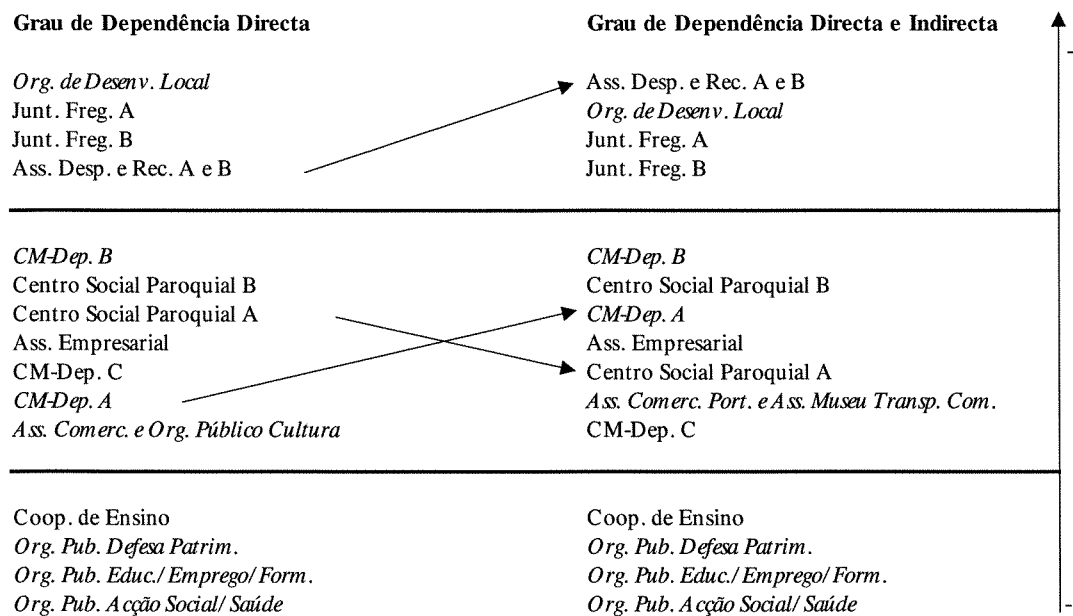 Grau de Dependência Directa
Org. de Desenv. Local
Junt. Freg. A
Junt. Freg. B
Ass. Desp. e Rec. A e B
CM-Dep. B
Centro Social Paroquial B
Centro Social Paroquial A
Ass. Empresarial
CM-Dep. C
CM-Dep. A
Ass. Comerc. e Org. Público Cultura
Coop. de Ensino
Org. Pub. Defesa Patrim.
Org. Pub. Educ./ Emprego/ Form.
Org. Pub. Acção Social/ Saúde
Grau de Dependência Directa e Indirecta
Ass. Desp. e Rec. A e B
Org. de Desenv. Local
Junt. Freg. A
Junt. Freg. B
CM-Dep. B
Centro Social Paroquial B
CM-Dep. A
Ass. Empresarial
Centro Social Paroquial A
Ass. Comerc. Port. e Ass. Museu Transp. Com.
CM-Dep. C
Coop. de Ensino
Org. Pub. Defesa Patrim.
Org. Pub. Educ./ Emprego/ Form.
Org. Pub. Acção Social/ Saúde